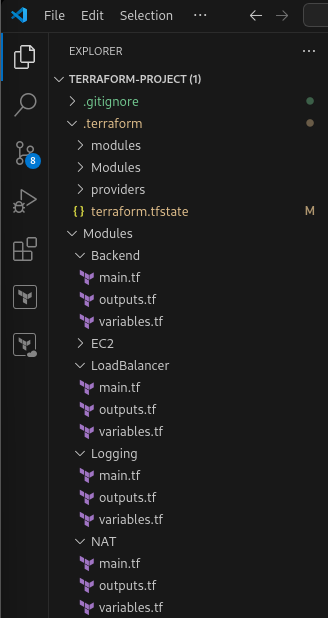 File Edit Selection ···
EXPLORER ···
TERRAFORM-PROJECT (1)
.gitignore
.terraform
modules
Modules
providers
{ } terraform.tfstate M
Modules
Backend
main.tf
outputs.tf
variables.tf
EC2
LoadBalancer
main.tf
outputs.tf
variables.tf
Logging
main.tf
outputs.tf
variables.tf
NAT
main.tf
outputs.tf
variables.tf
8